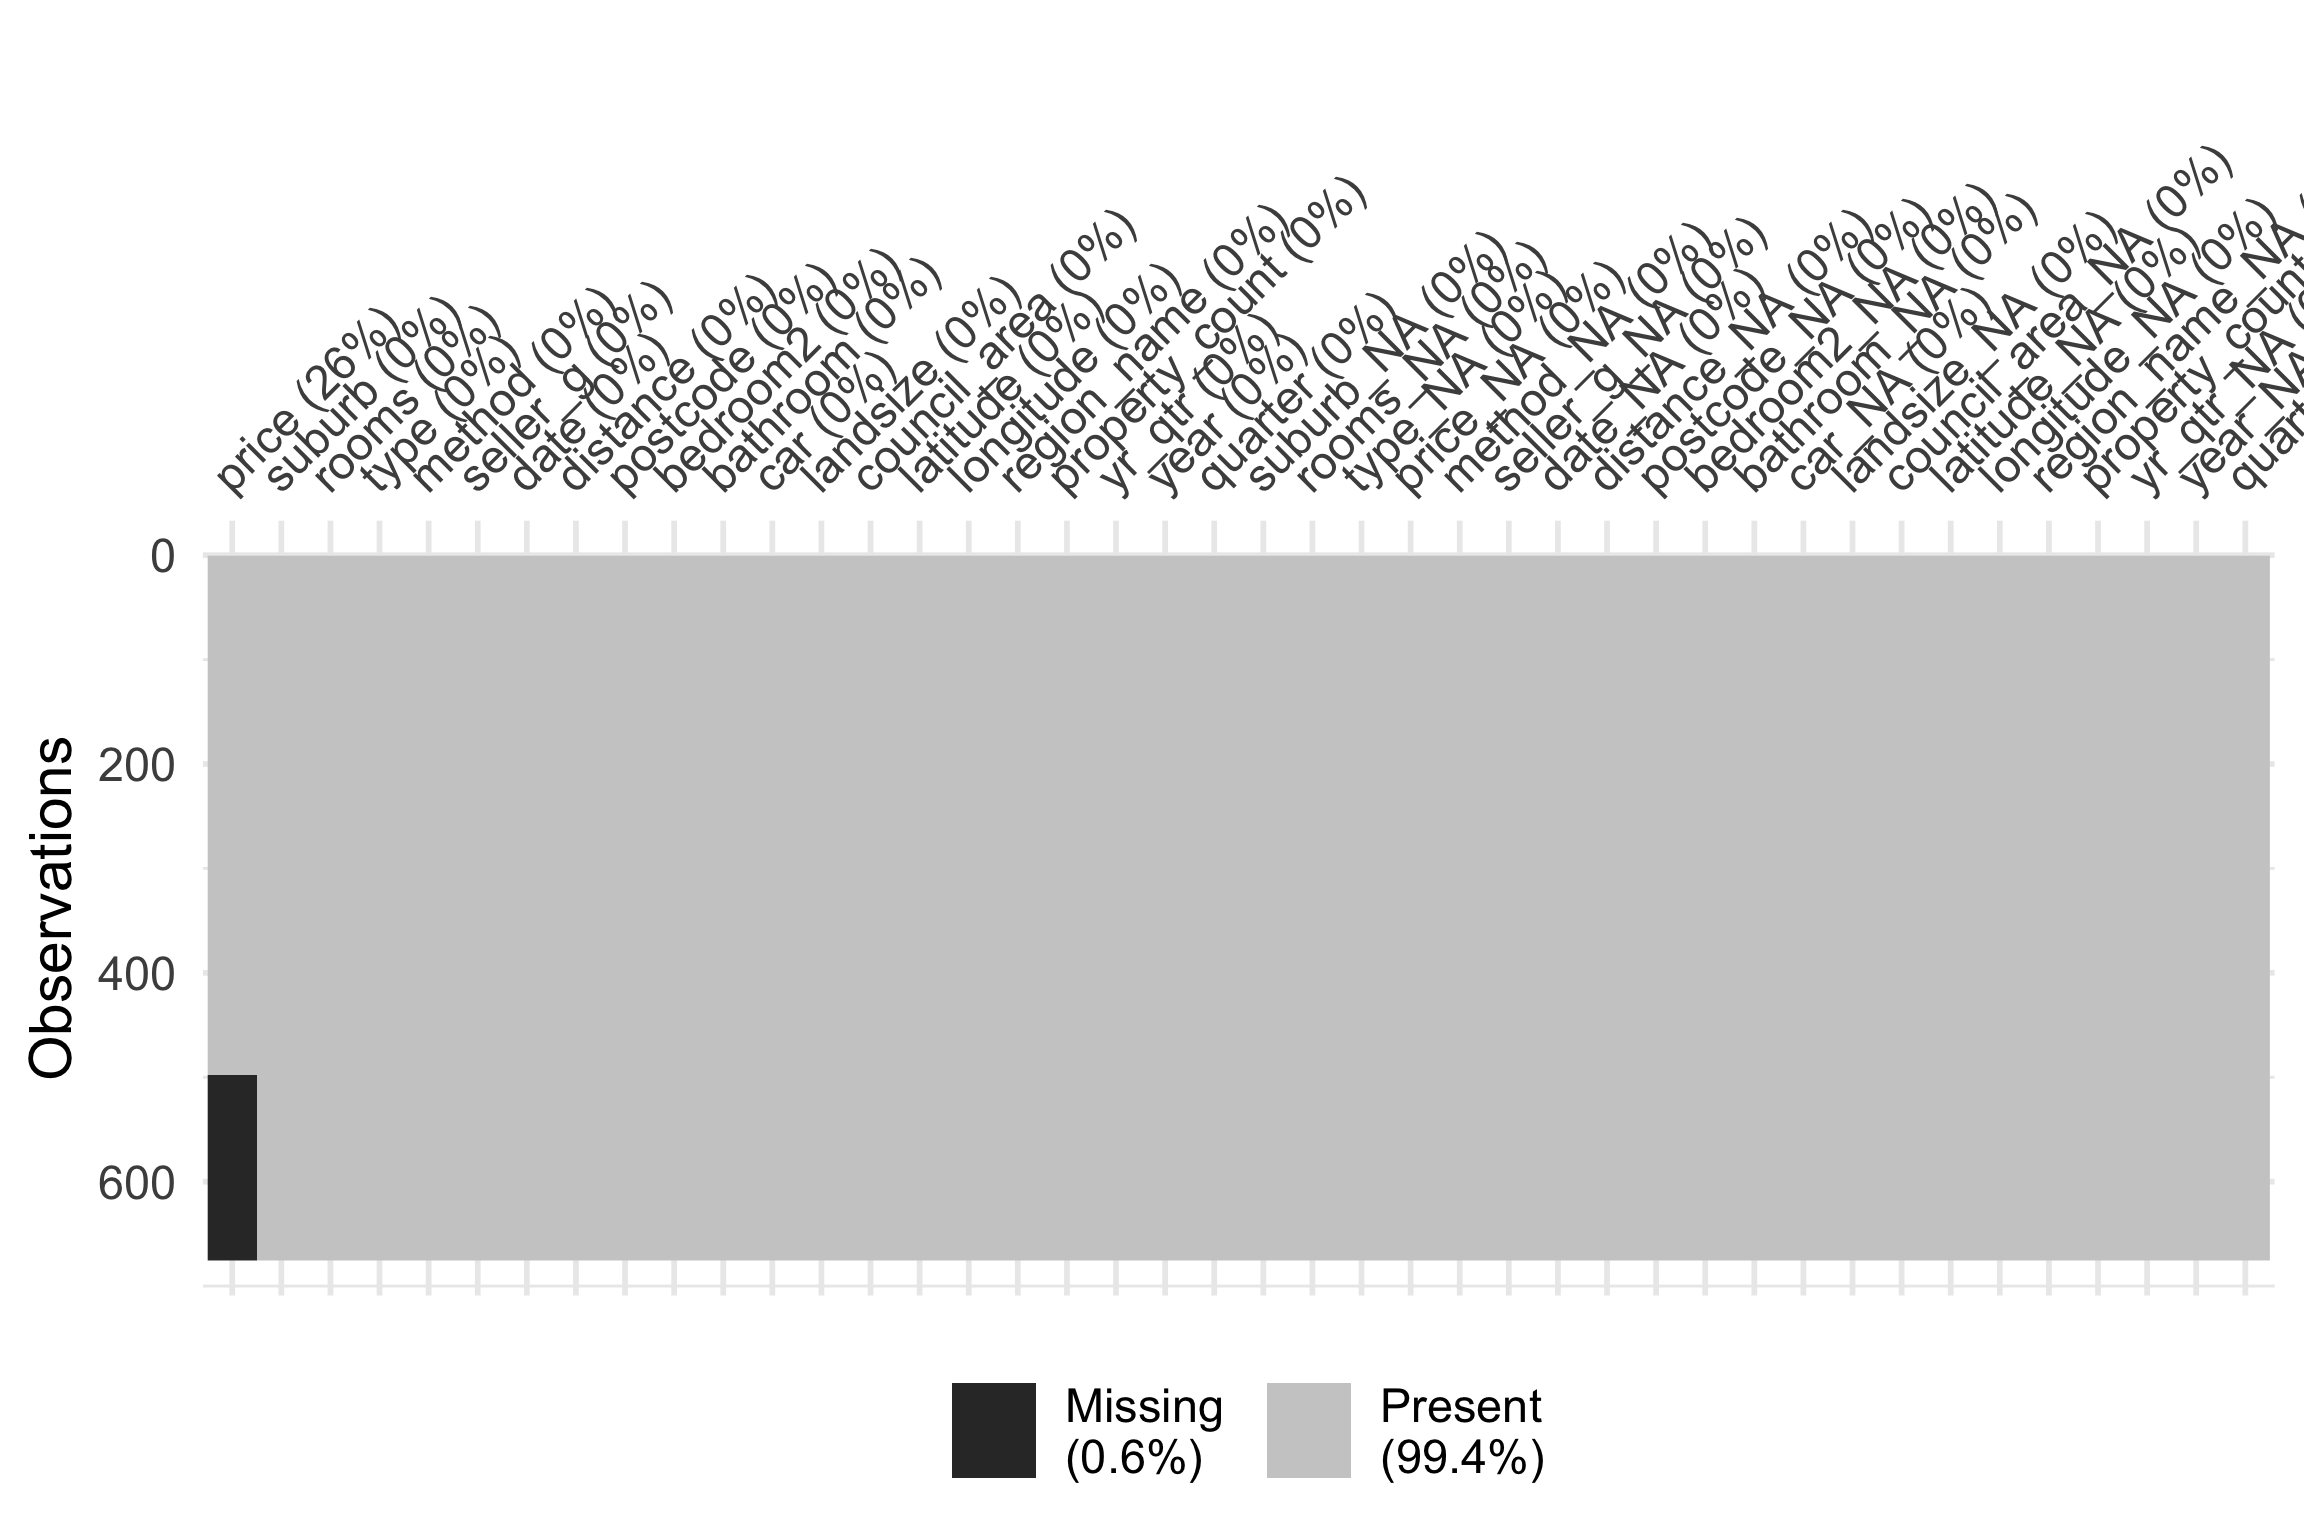 price (26%)
suburb (0%)
rooms (0%)
type (0%)
method (0%)
seller_g (0%)
date (0%)
distance (0%)
postcode (0%)
bedroom2 (0%)
bathroom (0%)
car (0%)
landsize (0%)
council_area (0%)
latitude (0%)
longitude (0%)
region_name (0%)
property_count (0%)
yr_qtr (0%)
year (0%)
quarter (0%)
suburb_NA (0%)
rooms_NA (0%)
type_NA (0%)
price_NA (0%)
method_NA (0%)
seller_g_NA (0%)
date_NA (0%)
distance_NA (0%)
postcode_NA (0%)
bedroom2_NA (0%)
bathroom_NA (0%)
car_NA (0%)
landsize_NA (0%)
council_area_NA (0%)
latitude_NA (0%)
longitude_NA (0%)
region_name_NA
property_count
yr_qtr_NA
year_NA
quart
0
200
400
600
Observations
Missing
(0.6%)
Present
(99.4%)